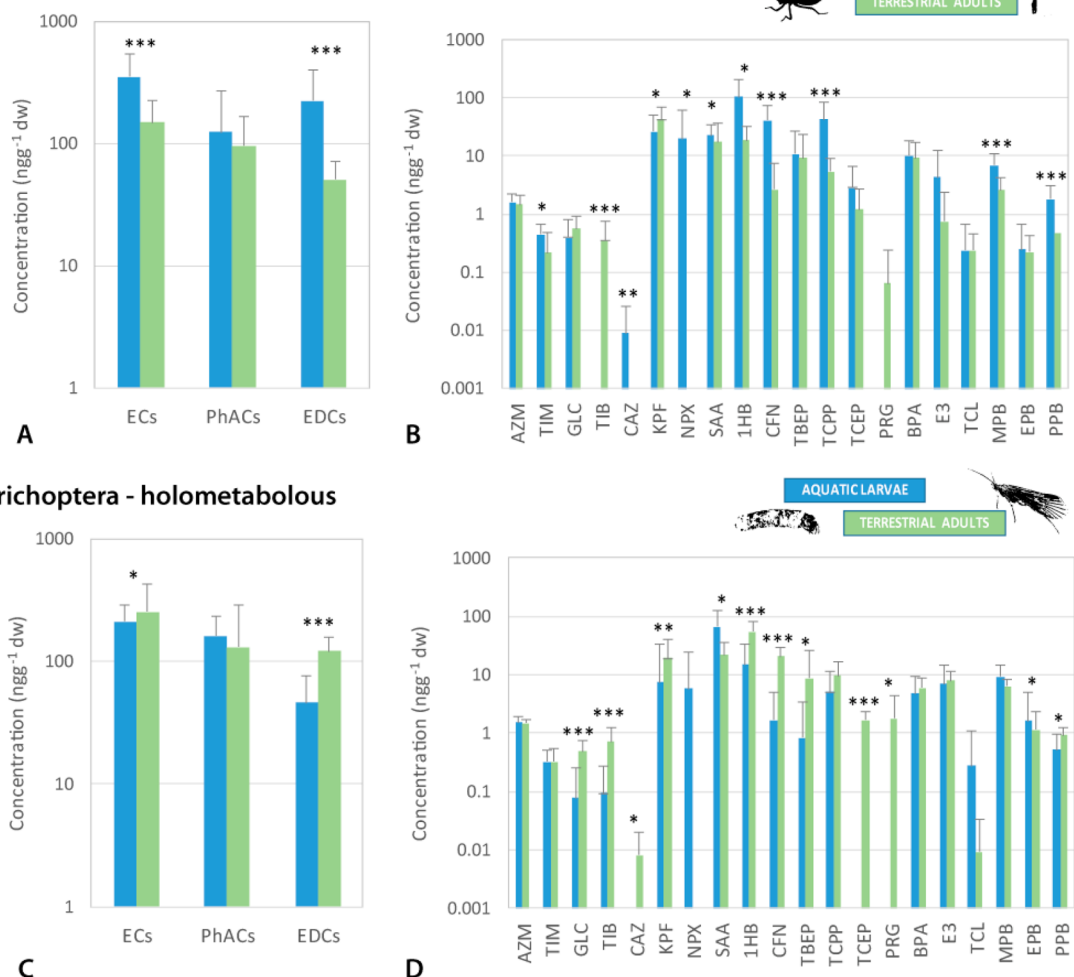 TERRESTRIAL ADULTS
1000
100
10
1
Concentration (ngg⁻¹ dw)
***
***
ECs
PhACs
EDCs
A
1000
100
10
1
0.1
0.01
0.001
Concentration (ngg⁻¹ dw)
*
***
**
*
*
*
*
***
***
***
***
AZM
TIM
GLC
TIB
CAZ
KPF
NPX
SAA
1HB
CFN
TBEP
TCPP
TCEP
PRG
BPA
E3
TCL
MPB
EPB
PPB
B
richoptera - holometabolous
AQUATIC LARVAE
TERRESTRIAL ADULTS
1000
100
10
1
Concentration (ngg⁻¹ dw)
*
***
ECs
PhACs
EDCs
C
1000
100
10
1
0.1
0.01
0.001
Concentration (ngg⁻¹ dw)
***
***
*
**
*
***
***
*
***
*
*
*
AZM
TIM
GLC
TIB
CAZ
KPF
NPX
SAA
1HB
CFN
TBEP
TCPP
TCEP
PRG
BPA
E3
TCL
MPB
EPB
PPB
D